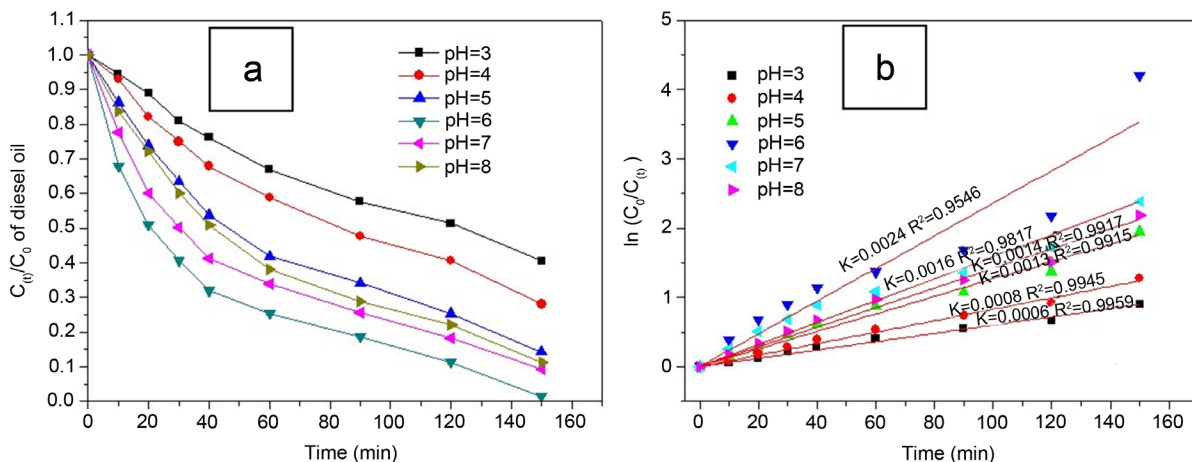 a
1.1
1.0
0.9
0.8
0.7
0.6
0.5
0.4
0.3
0.2
0.1
0.0
C(t)/C0 of diesel oil
pH=3
pH=4
pH=5
pH=6
pH=7
pH=8
0 20 40 60 80 100 120 140 160
Time (min)
b
5
4
3
2
1
0
ln (C0/C(t))
pH=3
pH=4
pH=5
pH=6
pH=7
pH=8
K=0.0024 R²=0.9546
K=0.0016 R²=0.9817
K=0.0014 R²=0.9917
K=0.0013 R²=0.9915
K=0.0008 R²=0.9945
K=0.0006 R²=0.9959
0 20 40 60 80 100 120 140 160
Time (min)